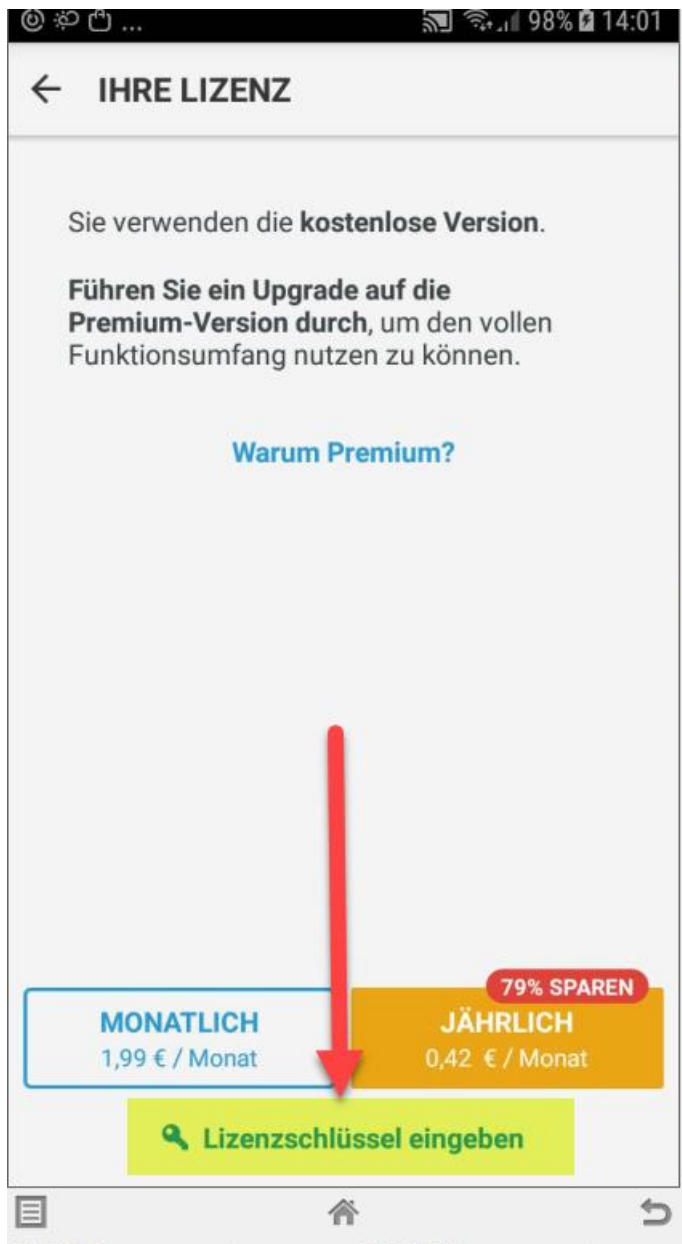 98% 14:01
IHRE LIZENZ
Sie verwenden die kostenlose Version.
Führen Sie ein Upgrade auf die
Premium-Version durch, um den vollen
Funktionsumfang nutzen zu können.
Warum Premium?
79% SPAREN
MONATLICH
1,99 € / Monat
JÄHRLICH
0,42 € / Monat
Lizenzschlüssel eingeben